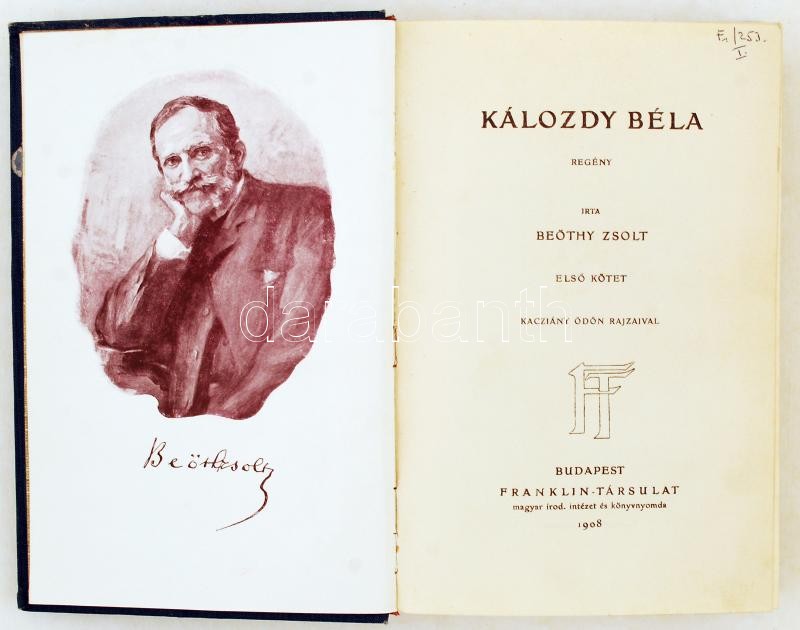 Beöthzsolt
KÁLOZDY BÉLA
REGÉNY
IRTA
BEÖTHY ZSOLT
ELSŐ KÖTET
KACZIÁNY ÖDÖN RAJZAIVAL
FT
BUDAPEST
FRANKLIN-TÁRSULAT
magyar irod. intézet és könyvnyomda
1908
darabanth